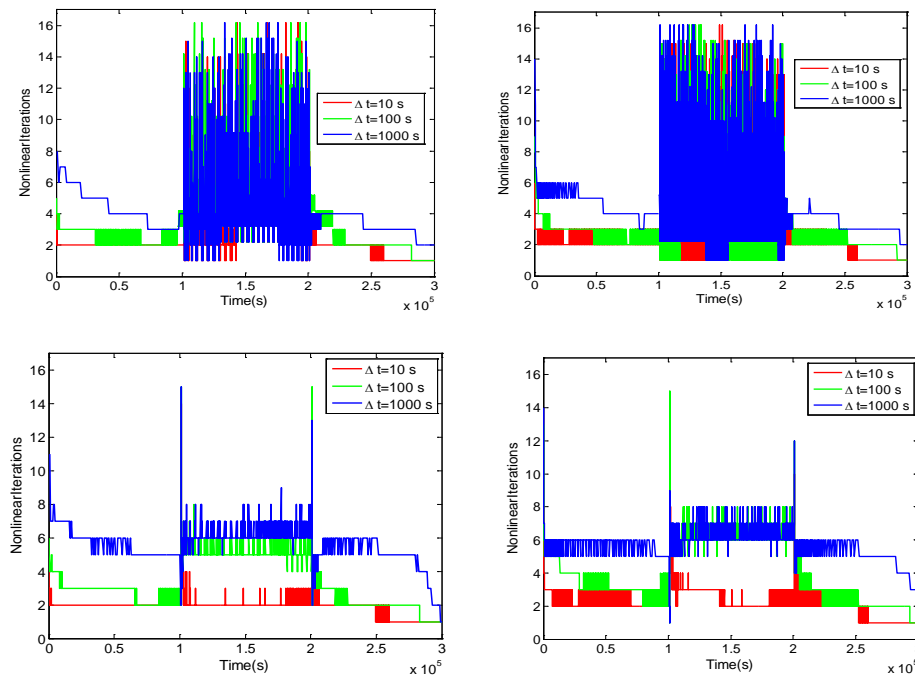 16
14
12
10
8
6
4
2
0
NonlinearIterations
Δ t=10 s
Δ t=100 s
Δ t=1000 s
0 0.5 1 1.5 2 2.5 3
Time(s)
x 10⁵
16
14
12
10
8
6
4
2
0
NonlinearIterations
Δ t=10 s
Δ t=100 s
Δ t=1000 s
0 0.5 1 1.5 2 2.5 3
Time(s)
x 10⁵
16
14
12
10
8
6
4
2
0
NonlinearIterations
Δ t=10 s
Δ t=100 s
Δ t=1000 s
0 0.5 1 1.5 2 2.5 3
Time(s)
x 10⁵
16
14
12
10
8
6
4
2
0
NonlinearIterations
Δ t=10 s
Δ t=100 s
Δ t=1000 s
0 0.5 1 1.5 2 2.5 3
Time(s)
x 10⁵